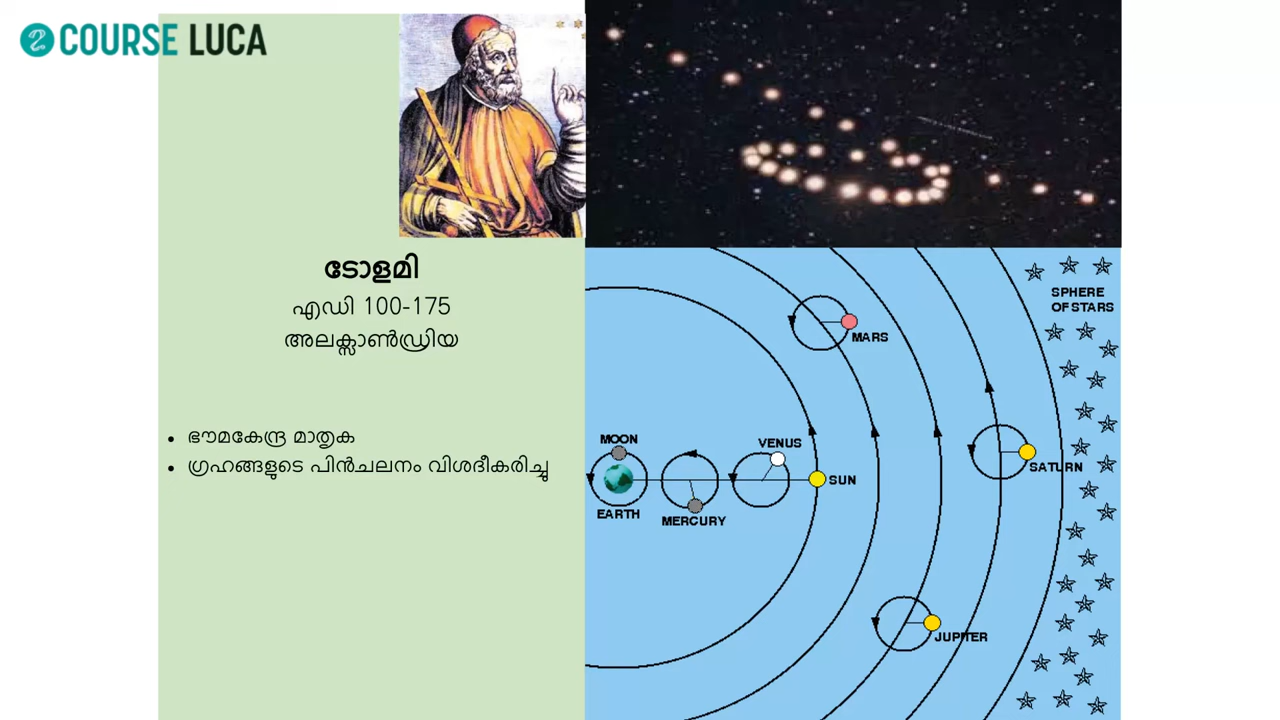 COURSE LUCA
ടോളമി
എഡി 100-175
അലക്സാൺഡ്രിയ
• ഭൗമകേന്ദ്ര മാതൃക
• ഗ്രഹങ്ങളുടെ പിൻചലനം വിശദീകരിച്ചു
SPHERE
OF STARS
MARS
MOON
VENUS
SATURN
SUN
EARTH
MERCURY
JUPITER